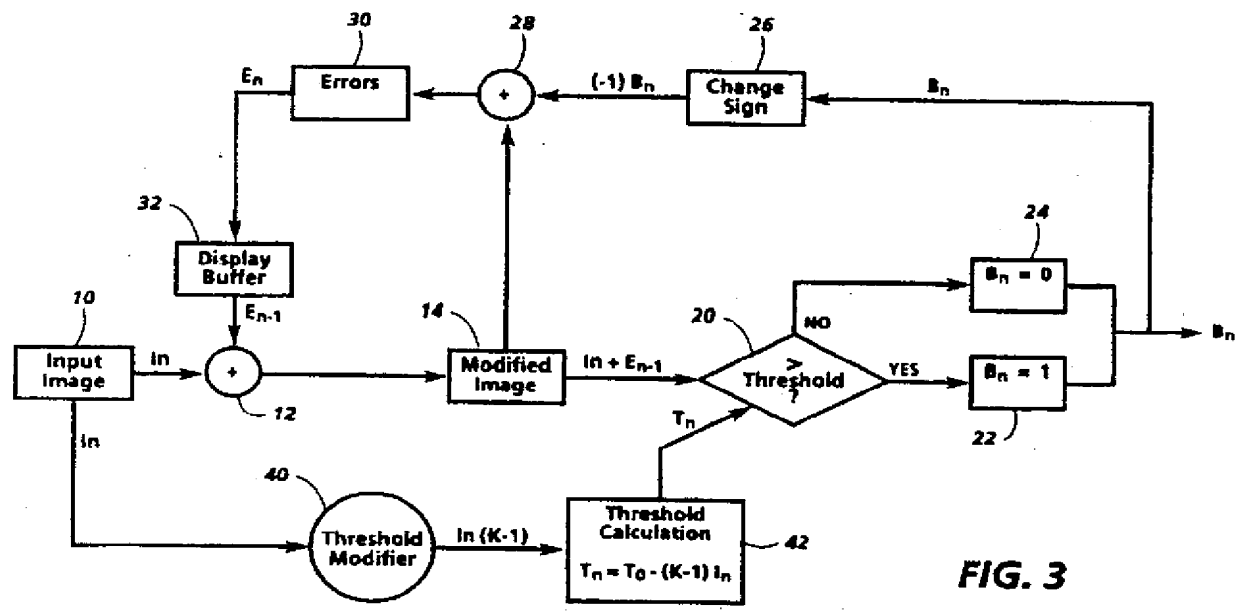 30
28
26
En
Errors
+
(-1) Bn
Change
Sign
Bn
32
Display
Buffer
24
Bn = 0
10
En-1
14
20
NO
Bn
Input
Image
In
+
Modified
Image
In + En-1
>
Threshold
?
YES
Bn = 1
12
22
In
Tn
40
Threshold
Modifier
In (K-1)
Threshold
Calculation
Tn = T0 - (K-1) In
42
FIG. 3